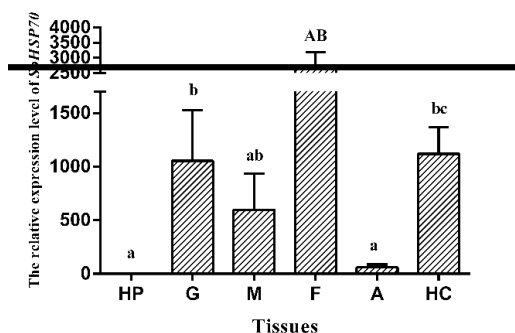 The relative expression level of SpHSP70
4000
3500
3000
2500
1500
1000
500
0
a
b
ab
AB
a
bc
HP G M F A HC
Tissues